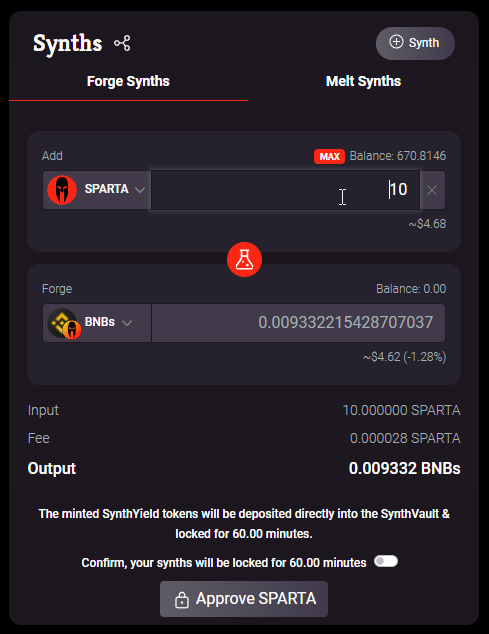 Synths
Synth
Forge Synths Melt Synths
Add MAX Balance: 670.8146
SPARTA 10
~$4.68
Forge Balance: 0.00
BNBs 0.009332215428707037
~$4.62 (-1.28%)
Input 10.000000 SPARTA
Fee 0.000028 SPARTA
Output 0.009332 BNBs
The minted SynthYield tokens will be deposited directly into the SynthVault &
locked for 60.00 minutes.
Confirm, your synths will be locked for 60.00 minutes
Approve SPARTA